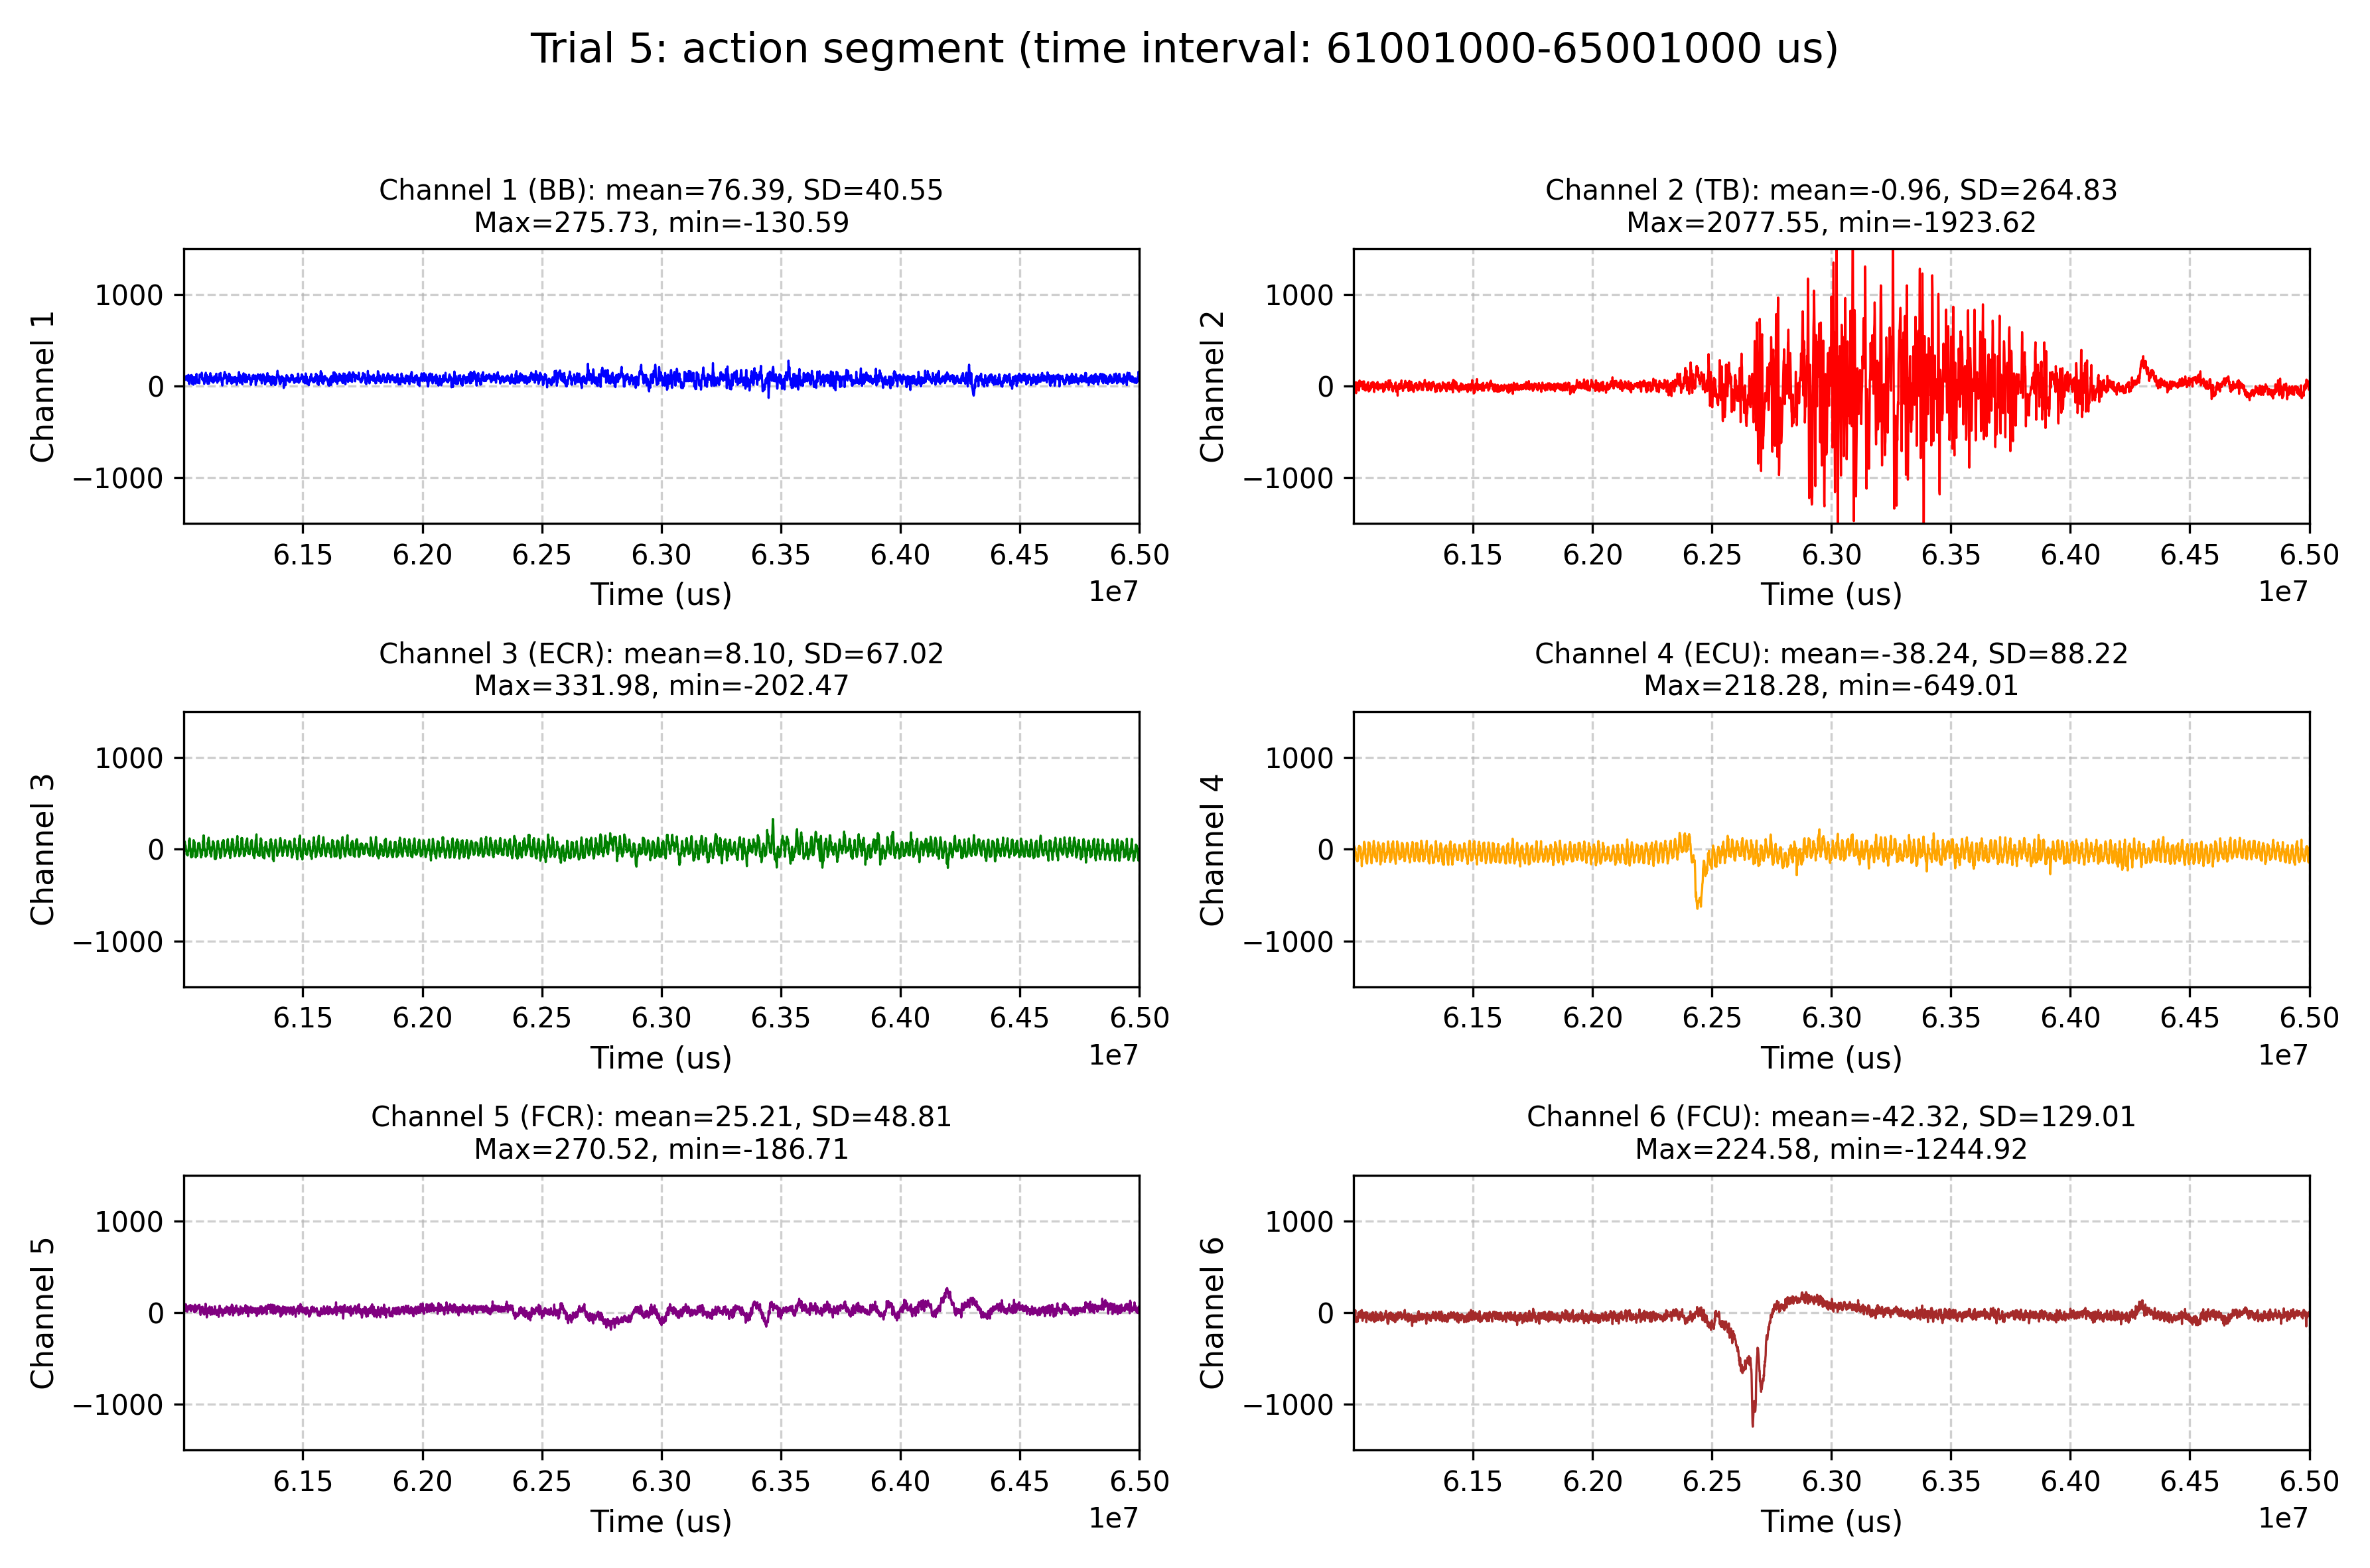 Trial 5: action segment (time interval: 61001000-65001000 us)
Channel 1 (BB): mean=76.39, SD=40.55
Max=275.73, min=-130.59
Channel 1
1000
0
−1000
6.15 6.20 6.25 6.30 6.35 6.40 6.45 6.50
Time (us)
1e7
Channel 2 (TB): mean=-0.96, SD=264.83
Max=2077.55, min=-1923.62
Channel 2
1000
0
−1000
6.15 6.20 6.25 6.30 6.35 6.40 6.45 6.50
Time (us)
1e7
Channel 3 (ECR): mean=8.10, SD=67.02
Max=331.98, min=-202.47
Channel 3
1000
0
−1000
6.15 6.20 6.25 6.30 6.35 6.40 6.45 6.50
Time (us)
1e7
Channel 4 (ECU): mean=-38.24, SD=88.22
Max=218.28, min=-649.01
Channel 4
1000
0
−1000
6.15 6.20 6.25 6.30 6.35 6.40 6.45 6.50
Time (us)
1e7
Channel 5 (FCR): mean=25.21, SD=48.81
Max=270.52, min=-186.71
Channel 5
1000
0
−1000
6.15 6.20 6.25 6.30 6.35 6.40 6.45 6.50
Time (us)
1e7
Channel 6 (FCU): mean=-42.32, SD=129.01
Max=224.58, min=-1244.92
Channel 6
1000
0
−1000
6.15 6.20 6.25 6.30 6.35 6.40 6.45 6.50
Time (us)
1e7